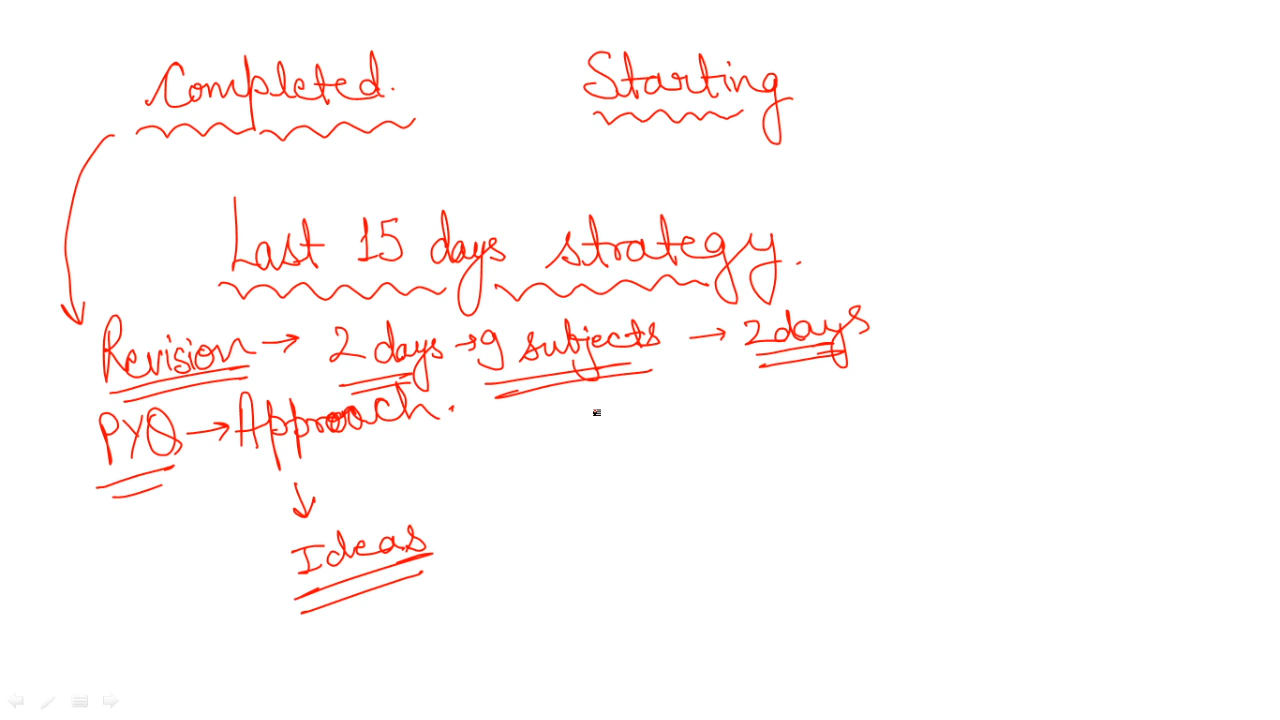 Completed. Starting
Last 15 days strategy.
Revision → 2 days → 9 subjects → 2 days
PYQ → Approach.
↓
Ideas